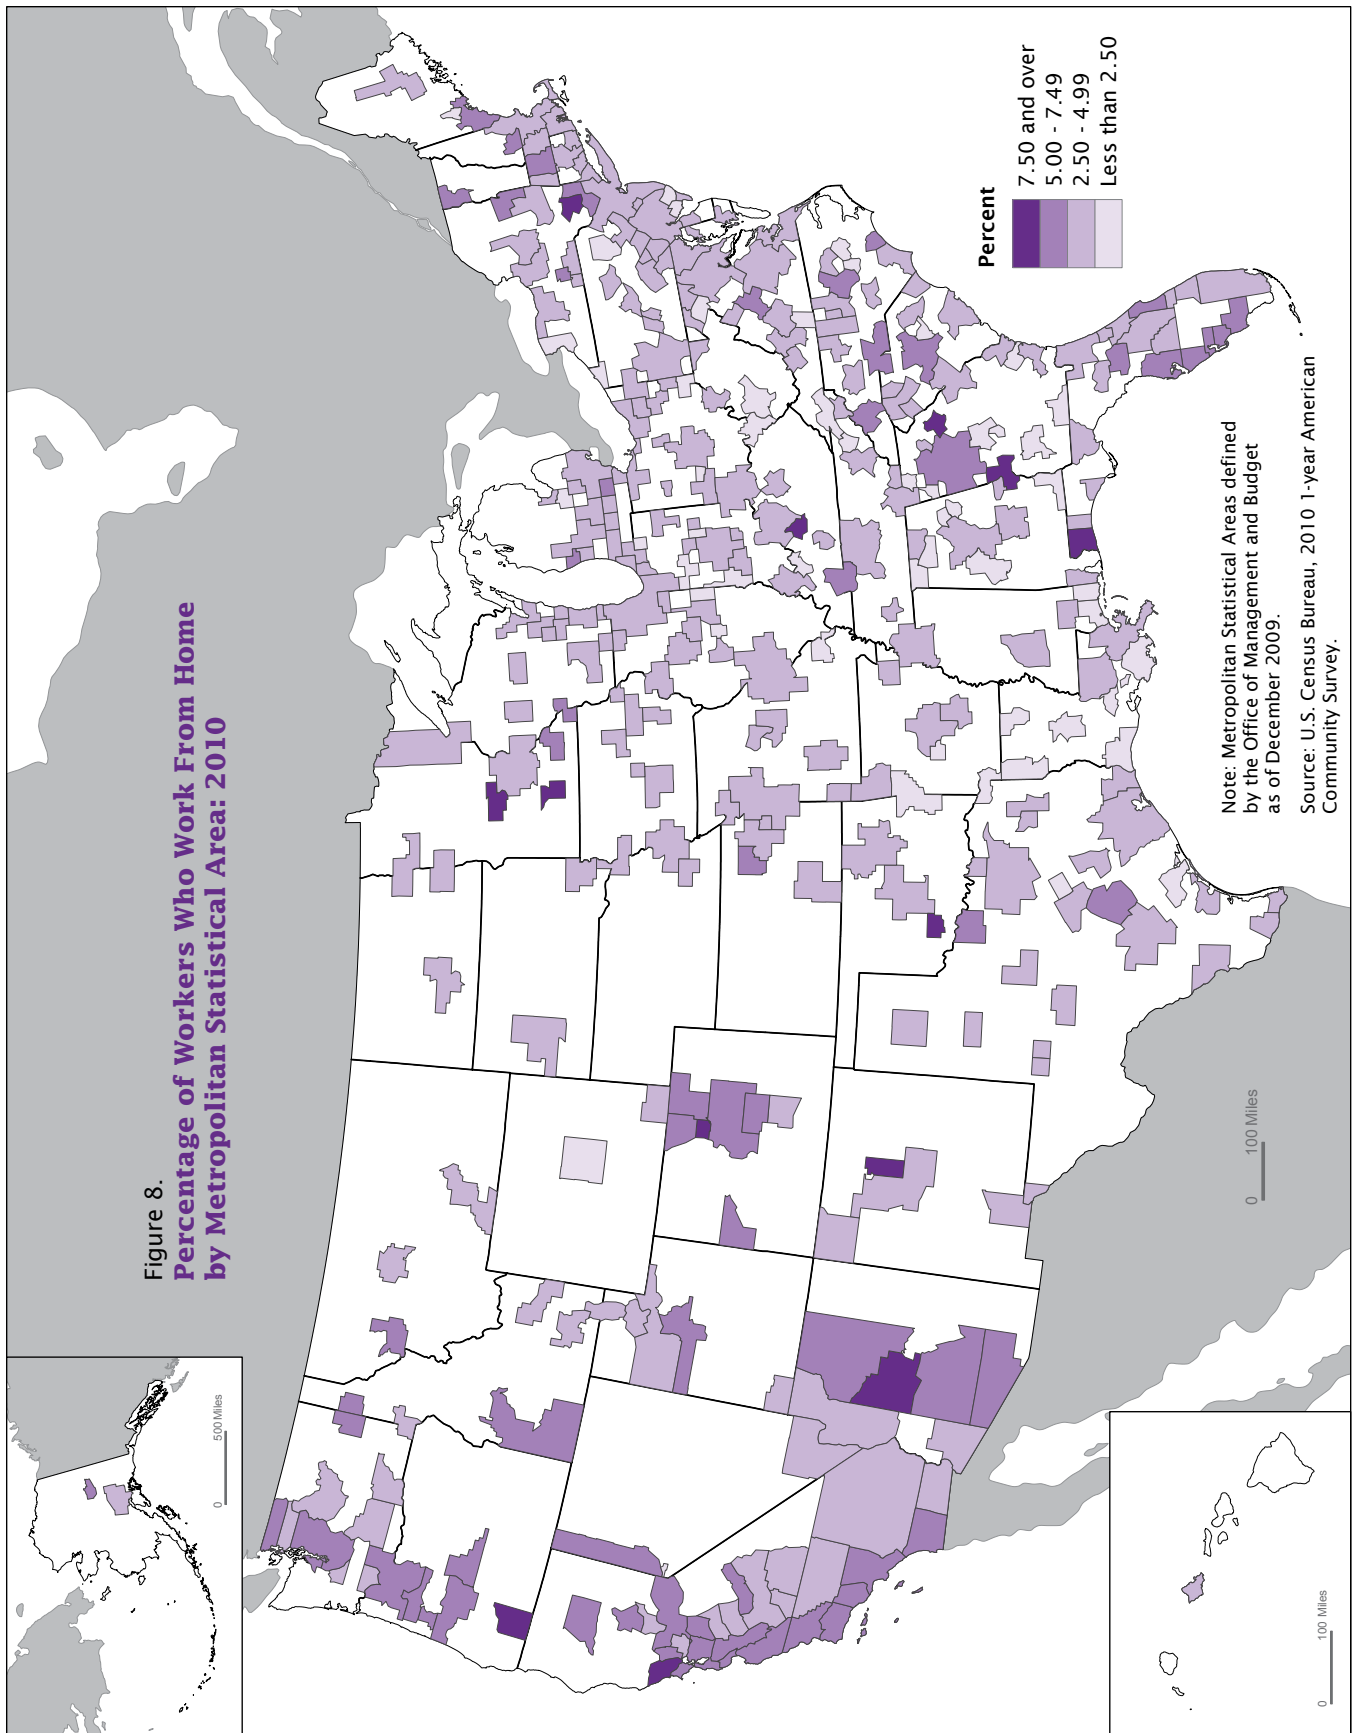 Figure 8.
Percentage of Workers Who Work From Home
by Metropolitan Statistical Area: 2010
Percent
7.50 and over
5.00 - 7.49
2.50 - 4.99
Less than 2.50
0 500 Miles
0 100 Miles
0 100 Miles
Note: Metropolitan Statistical Areas defined
by the Office of Management and Budget
as of December 2009.
Source: U.S. Census Bureau, 2010 1-year American
Community Survey.